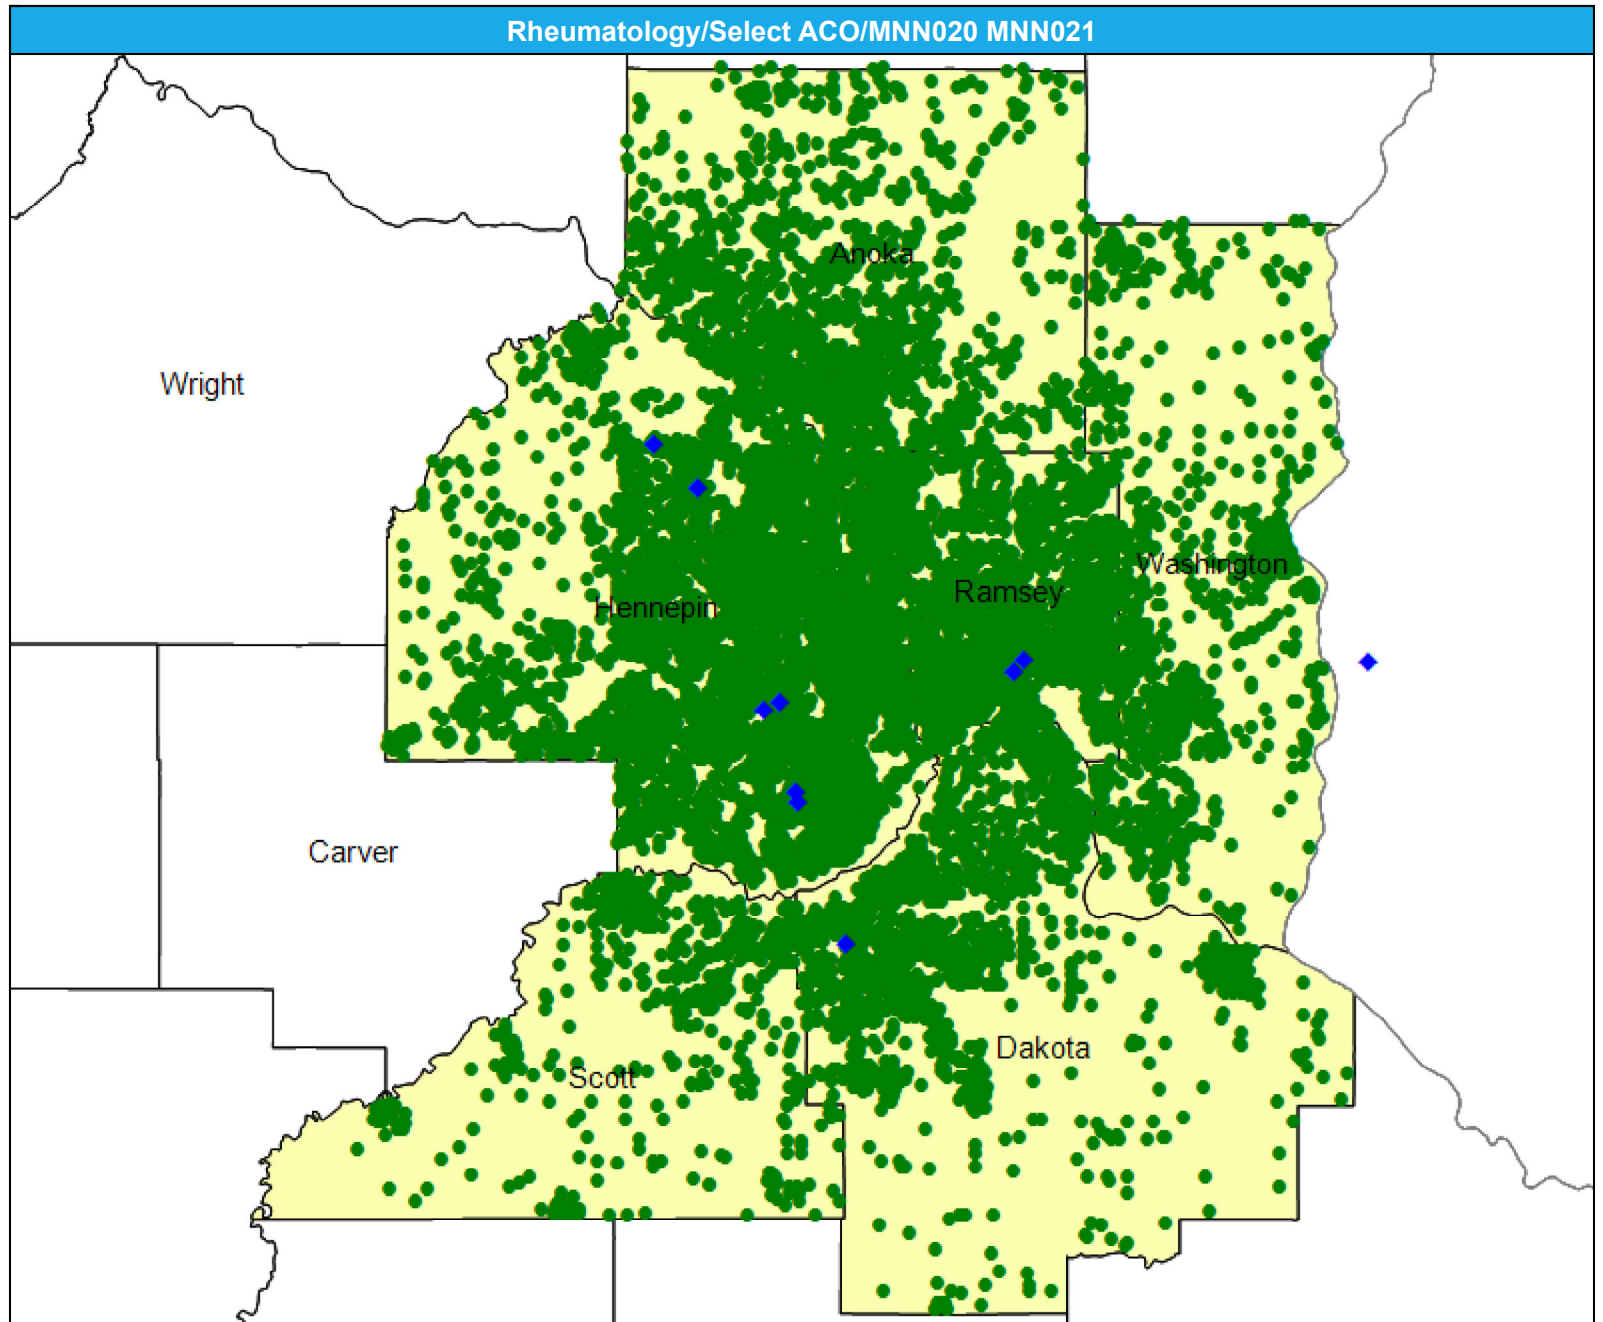 Rheumatology/Select ACO/MNN020 MNN021
Anoka
Wright
Washington
Ramsey
Hennepin
Carver
Dakota
Scott